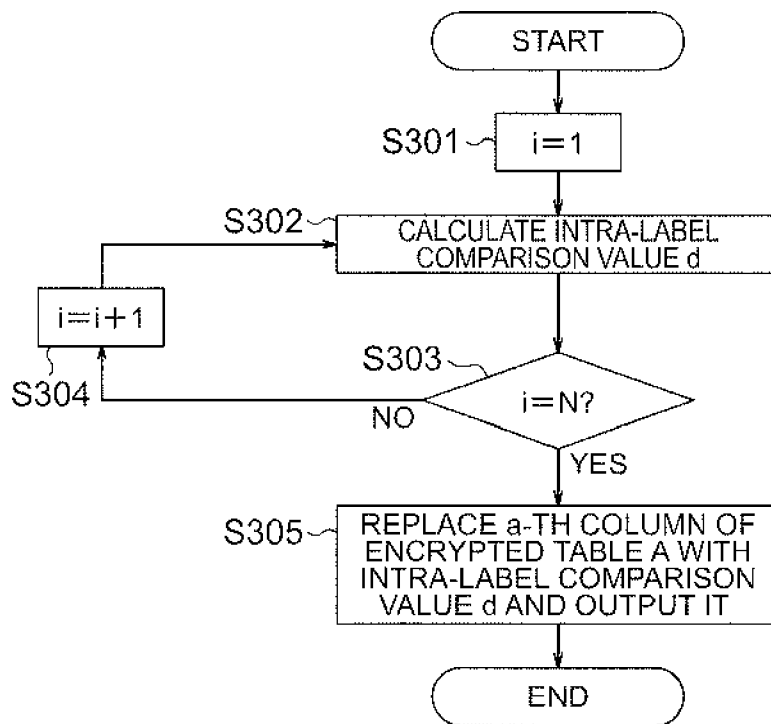 START
S301
i=1
S302
CALCULATE INTRA-LABEL
COMPARISON VALUE d
i=i+1
S304
S303
i=N?
NO
YES
S305
REPLACE a-TH COLUMN OF
ENCRYPTED TABLE A WITH
INTRA-LABEL COMPARISON
VALUE d AND OUTPUT IT
END